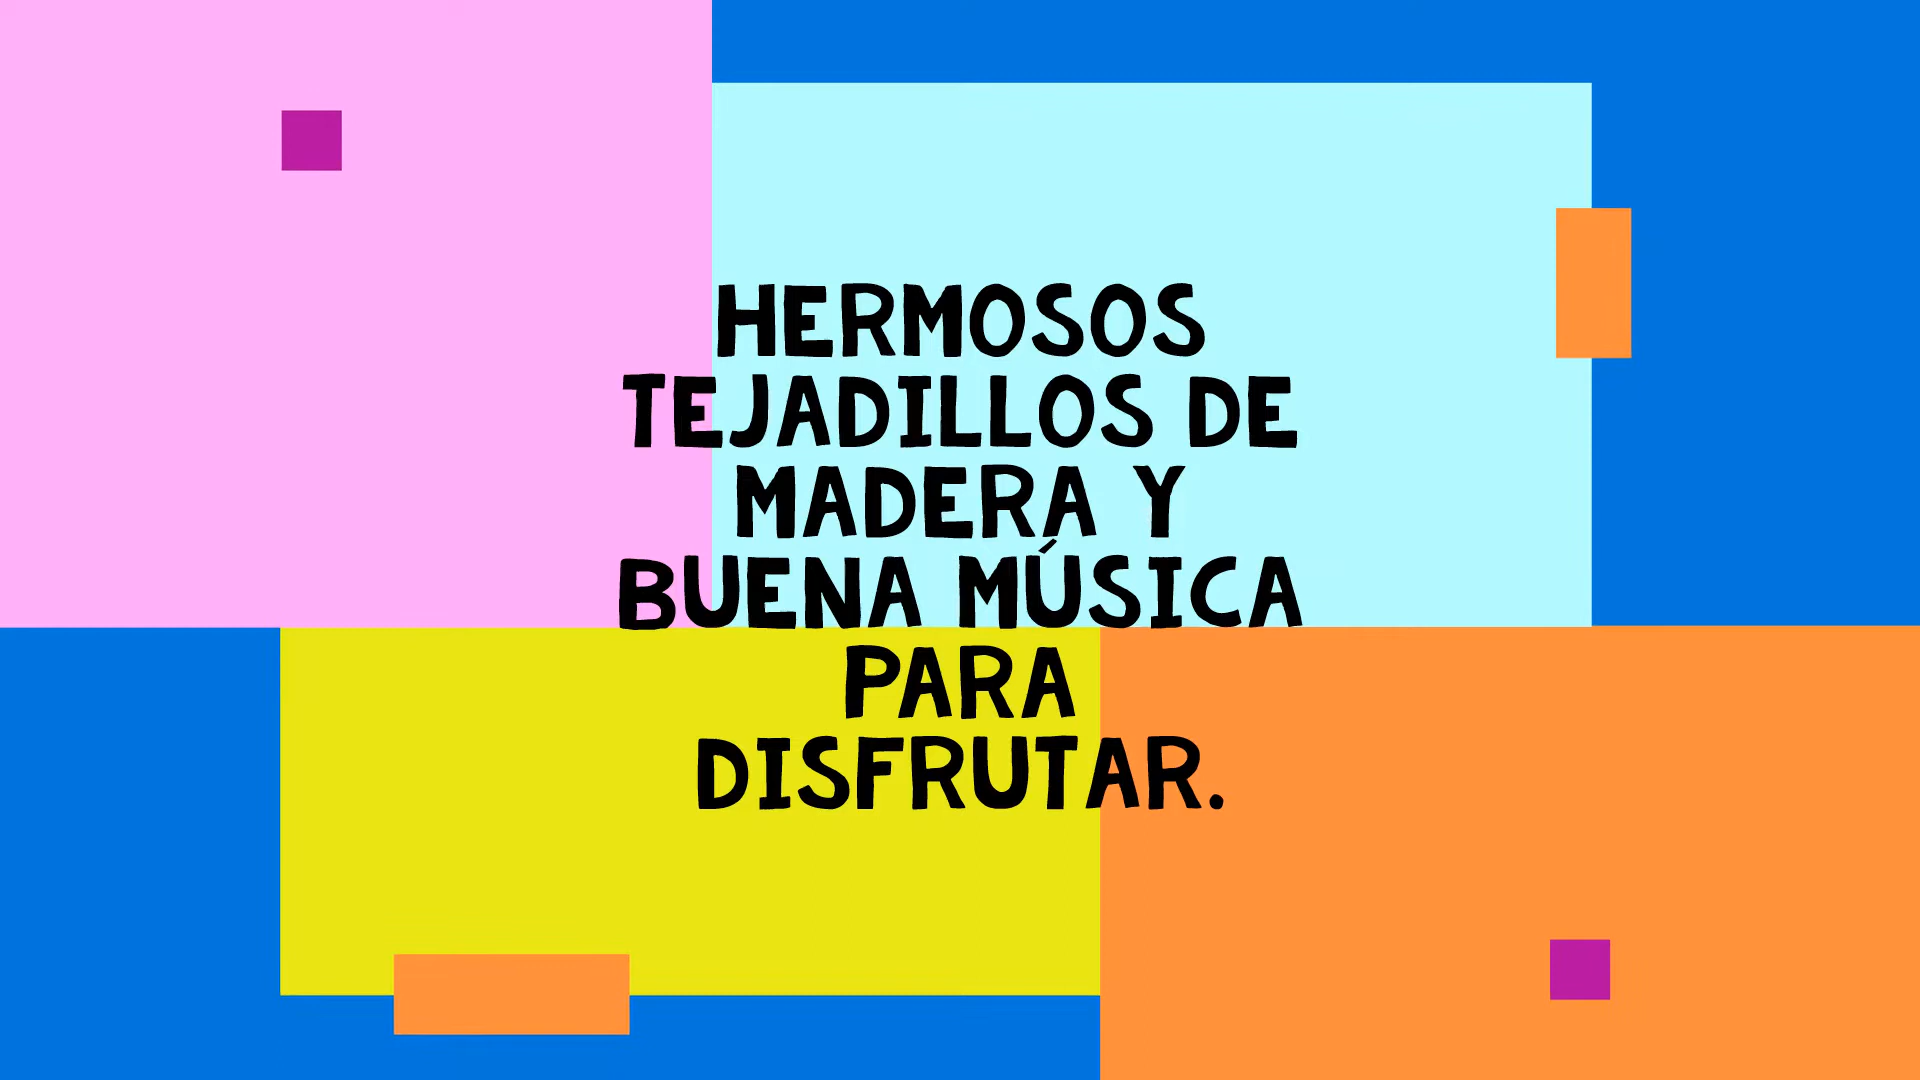 HERMOSOS
TEJADILLOS DE
MADERA Y
BUENA MÚSICA
PARA
DISFRUTAR.